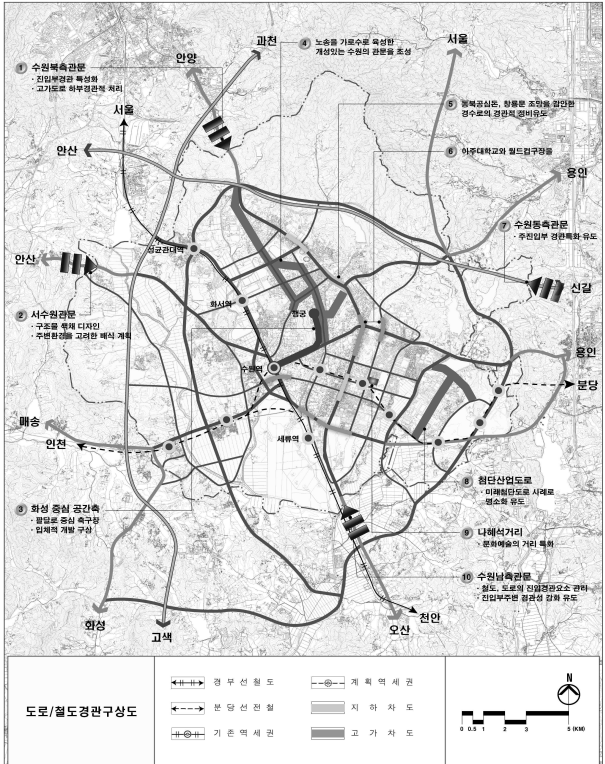 과천
서울
안양
4 노송을 가로수로 육성한
개성있는 수원의 관문을 조성
1 수원북측관문
· 진입부경관 특성화
· 고가도로 하부경관적 처리
서울
5 동북공심돈, 창룡문 조망을 감안한
경수로의 경관적 정비유도
안산
6 아주대학교와 월드컵구장을
용인
7 수원동측관문
· 주진입부 경관특화 유도
성균관대역
안산
신갈
화서역
행궁
2 서수원관문
· 구조물 색채 디자인
· 주변환경을 고려한 배식 계획
수원역
용인
분당
매송
인천
세류역
8 첨단산업도로
· 미래첨단도로 사례로
명소화 유도
3 화성 중심 공간축
· 팔달로 중심 축구창
입체적 개발 구상
9 나혜석거리
· 문화예술의 거리 특화
10 수원남측관문
· 철도, 도로의 진입경관요소 관리
· 진입부주변 경관성 강화 유도
화성
고색
오산
천안
도로/철도경관구상도
경부선철도
계획역세권
분당선전철
지하차도
기존역세권
고가차도
N
0 0.5 1 2 3 5 (KM)